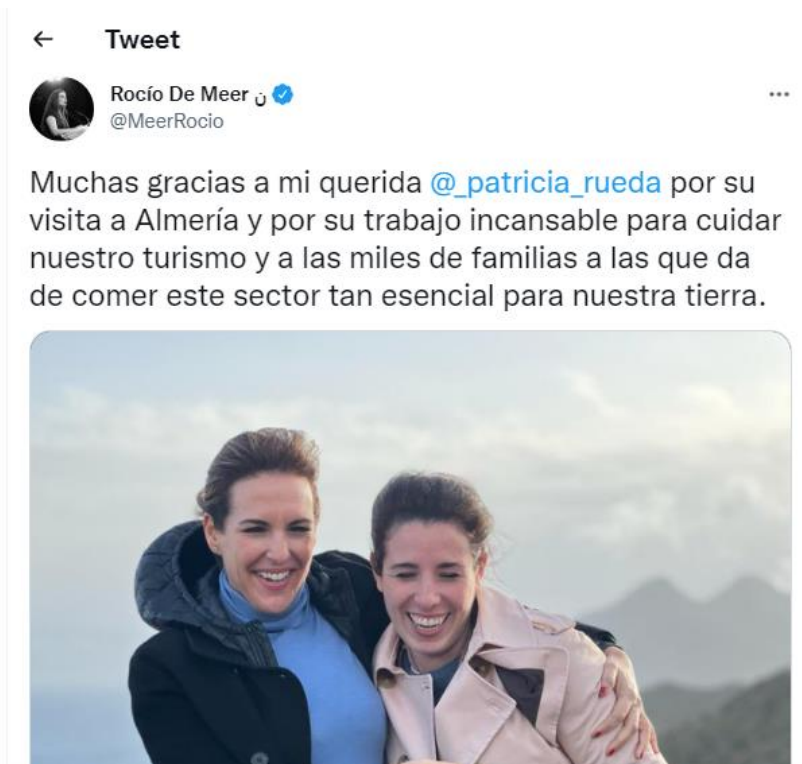 Tweet
Rocío De Meer ن
@MeerRocio
Muchas gracias a mi querida @_patricia_rueda por su
visita a Almería y por su trabajo incansable para cuidar
nuestro turismo y a las miles de familias a las que da
de comer este sector tan esencial para nuestra tierra.